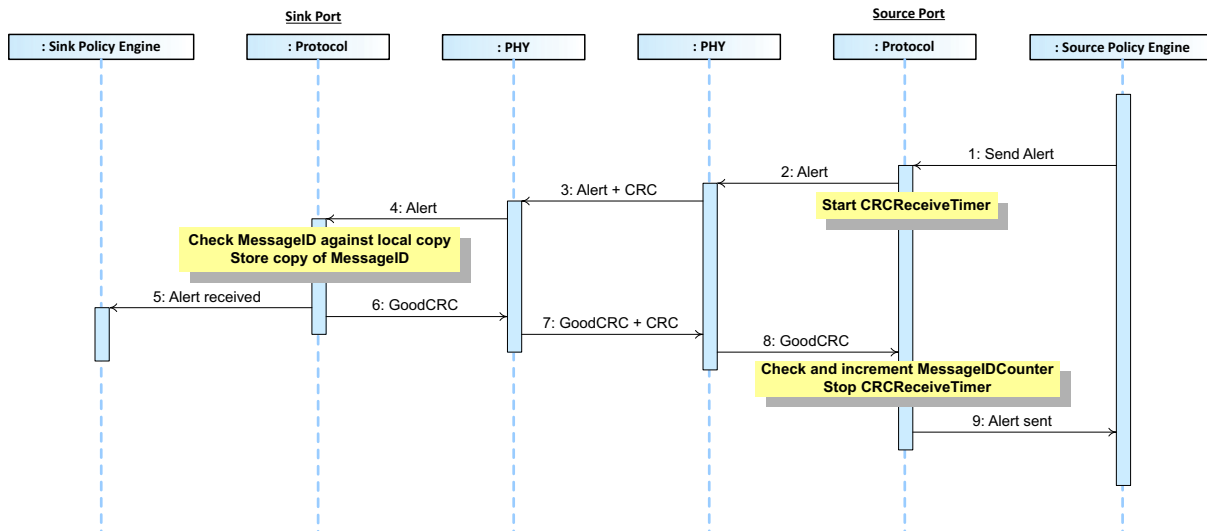 Sink Port
Source Port
: Sink Policy Engine
: Protocol
: PHY
: PHY
: Protocol
: Source Policy Engine
1: Send Alert
2: Alert
Start CRCReceiveTimer
3: Alert + CRC
4: Alert
Check MessageID against local copy
Store copy of MessageID
5: Alert received
6: GoodCRC
7: GoodCRC + CRC
8: GoodCRC
Check and increment MessageIDCounter
Stop CRCReceiveTimer
9: Alert sent